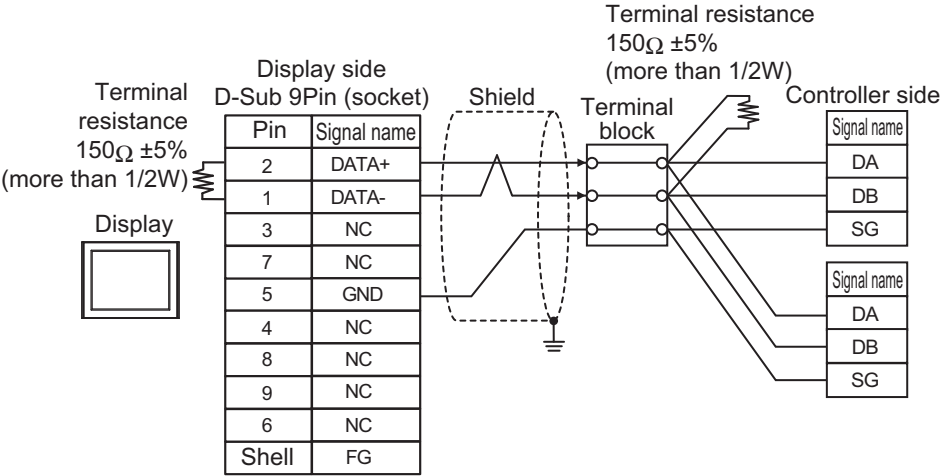 Terminal resistance
150Ω ±5%
(more than 1/2W)
Display side
D-Sub 9Pin (socket)
Terminal
resistance
150Ω ±5%
(more than 1/2W)
Shield
Terminal
block
Controller side
Display
Pin Signal name
2 DATA+
1 DATA-
3 NC
7 NC
5 GND
4 NC
8 NC
9 NC
6 NC
Shell FG
Signal name
DA
DB
SG
Signal name
DA
DB
SG